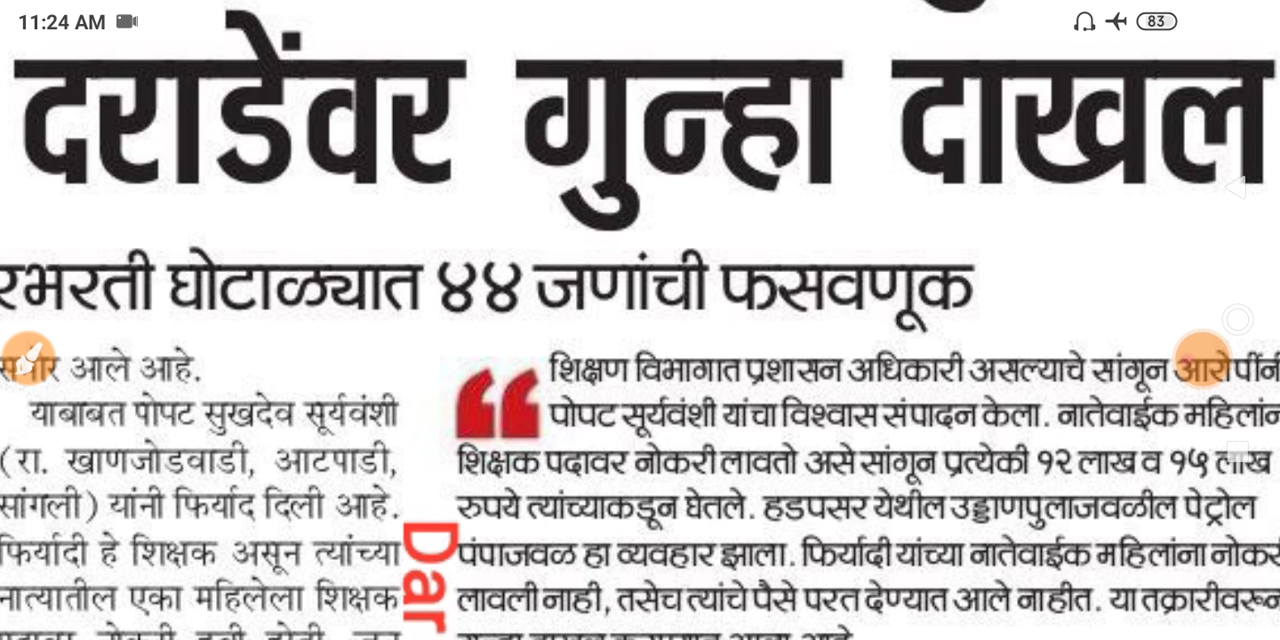 11:24 AM
83
दराडेंवर गुन्हा दाखल
रभरती घोटाळ्यात ४४ जणांची फसवणूक
आले आहे.
याबाबत पोपट सुखदेव सूर्यवंशी
(रा. खाणजोडवाडी, आटपाडी,
सांगली) यांनी फिर्याद दिली आहे.
फिर्यादी हे शिक्षक असून त्यांच्या
नात्यातील एका महिलेला शिक्षक
❝ शिक्षण विभागात प्रशासन अधिकारी असल्याचे सांगून आरोपींनी
पोपट सूर्यवंशी यांचा विश्वास संपादन केला. नातेवाईक महिलांन
शिक्षक पदावर नोकरी लावतो असे सांगून प्रत्येकी १२ लाख व १५ लाख
रुपये त्यांच्याकडून घेतले. हडपसर येथील उड्डाणपुलाजवळील पेट्रोल
पंपाजवळ हा व्यवहार झाला. फिर्यादी यांच्या नातेवाईक महिलांना नोकरी
लावली नाही, तसेच त्यांचे पैसे परत देण्यात आले नाहीत. या तक्रारीवरून
Dar